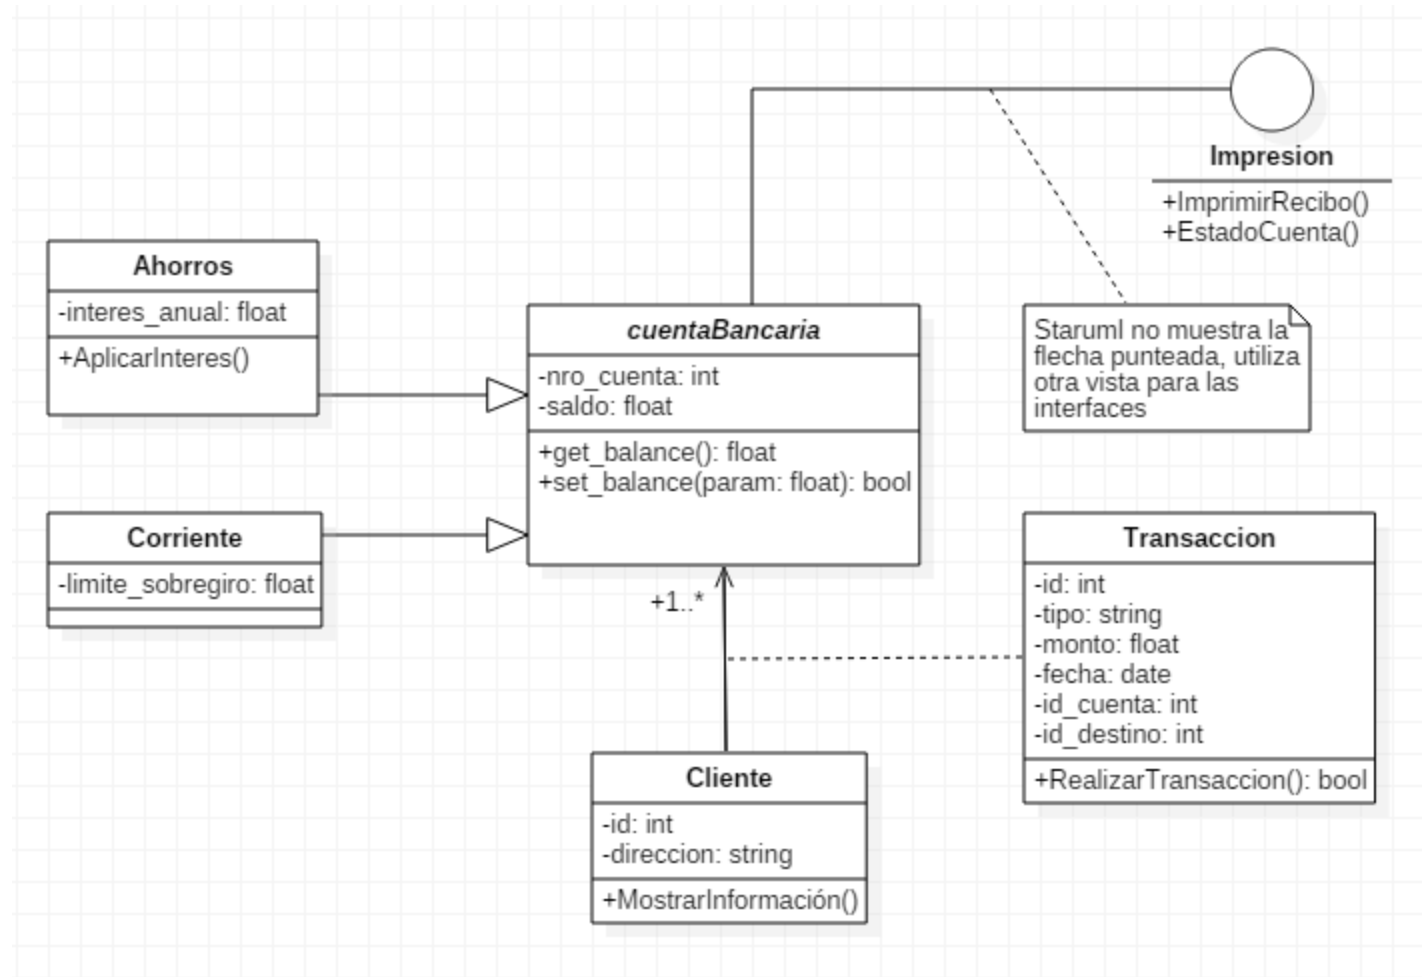 Impresion
+ImprimirRecibo()
+EstadoCuenta()
Ahorros
-interes_anual: float
+AplicarInteres()
cuentaBancaria
-nro_cuenta: int
-saldo: float
+get_balance(): float
+set_balance(param: float): bool
Staruml no muestra la
flecha punteada, utiliza
otra vista para las
interfaces
Corriente
-limite_sobregiro: float
Transaccion
-id: int
-tipo: string
-monto: float
-fecha: date
-id_cuenta: int
-id_destino: int
+RealizarTransaccion(): bool
+1..*
Cliente
-id: int
-direccion: string
+MostrarInformación()